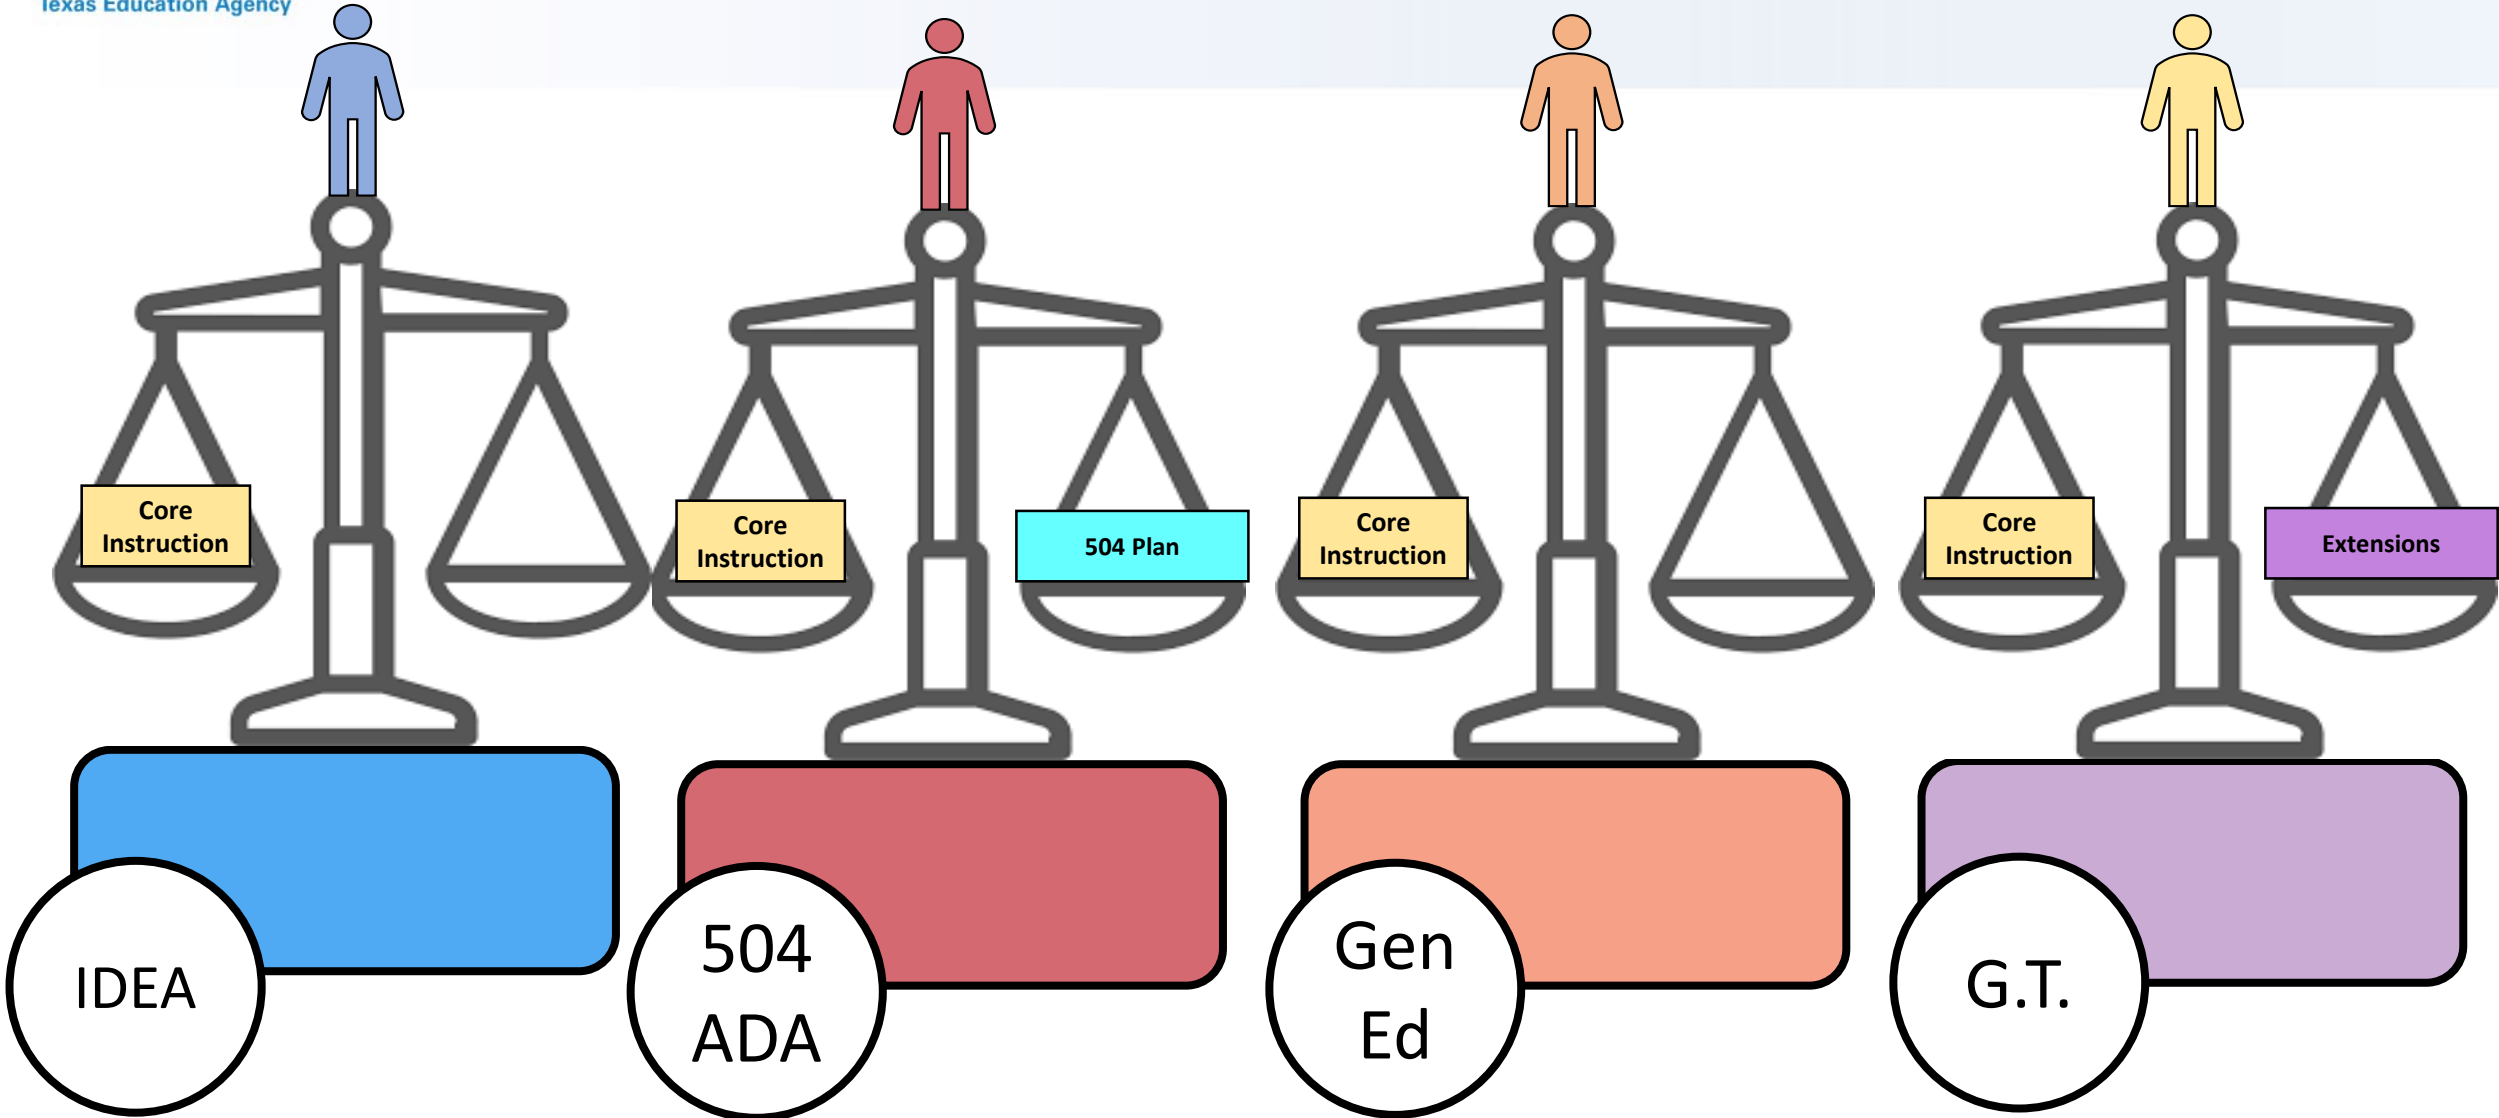 Texas Education Agency
Core
Instruction
Core
Instruction
504 Plan
Core
Instruction
Core
Instruction
Extensions
IDEA
504
ADA
Gen
Ed
G.T.